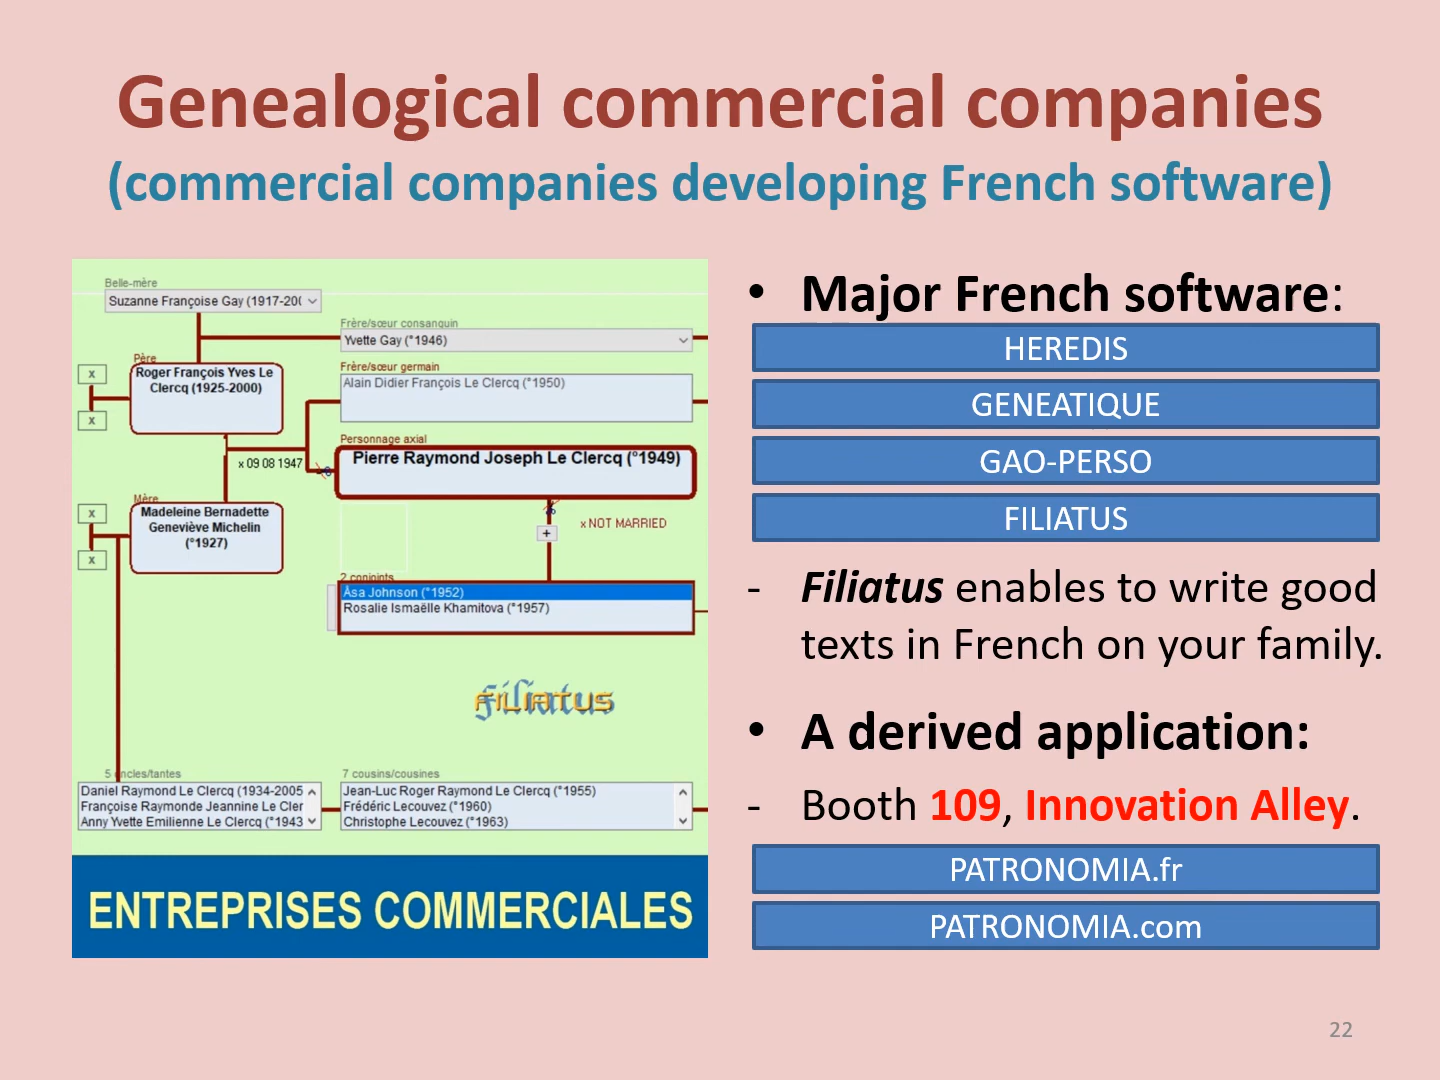 Genealogical commercial companies
(commercial companies developing French software)
Belle-mère
Suzanne Françoise Gay (1917-20
Frère/sœur consanguin
Yvette Gay (°1946)
Père
Roger François Yves Le
Clercq (1925-2000)
x
x
Frère/sœur germain
Alain Didier François Le Clercq (°1950)
Personnage axial
Pierre Raymond Joseph Le Clercq (°1949)
x 09 08 1947
Mère
Madeleine Bernadette
Geneviève Michelin
(°1927)
x
x
x NOT MARRIED
+
2 conjoints
Åsa Johnson (°1952)
Rosalie Ismaëlle Khamitova (°1957)
Filiatus
FILIATUS
5 oncles/tantes
Daniel Raymond Le Clercq (1934-2005
Françoise Raymonde Jeannine Le Cler
Anny Yvette Emilienne Le Clercq (°1943
7 cousins/cousines
Jean-Luc Roger Raymond Le Clercq (°1955)
Frédéric Lecouvez (°1960)
Christophe Lecouvez (°1963)
ENTREPRISES COMMERCIALES
• Major French software:
HEREDIS
GENEATIQUE
GAO-PERSO
FILIATUS
- Filiatus enables to write good
texts in French on your family.
• A derived application:
- Booth 109, Innovation Alley.
PATRONOMIA.fr
PATRONOMIA.com
22